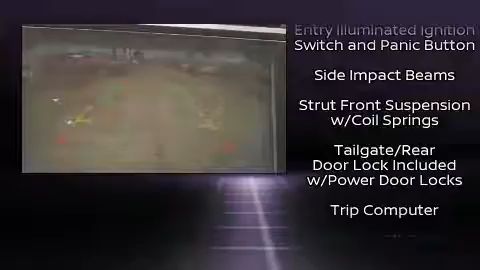 Entry Illuminated Ignition
Switch and Panic Button
Side Impact Beams
Strut Front Suspension
w/Coil Springs
Tailgate/Rear
Door Lock Included
w/Power Door Locks
Trip Computer